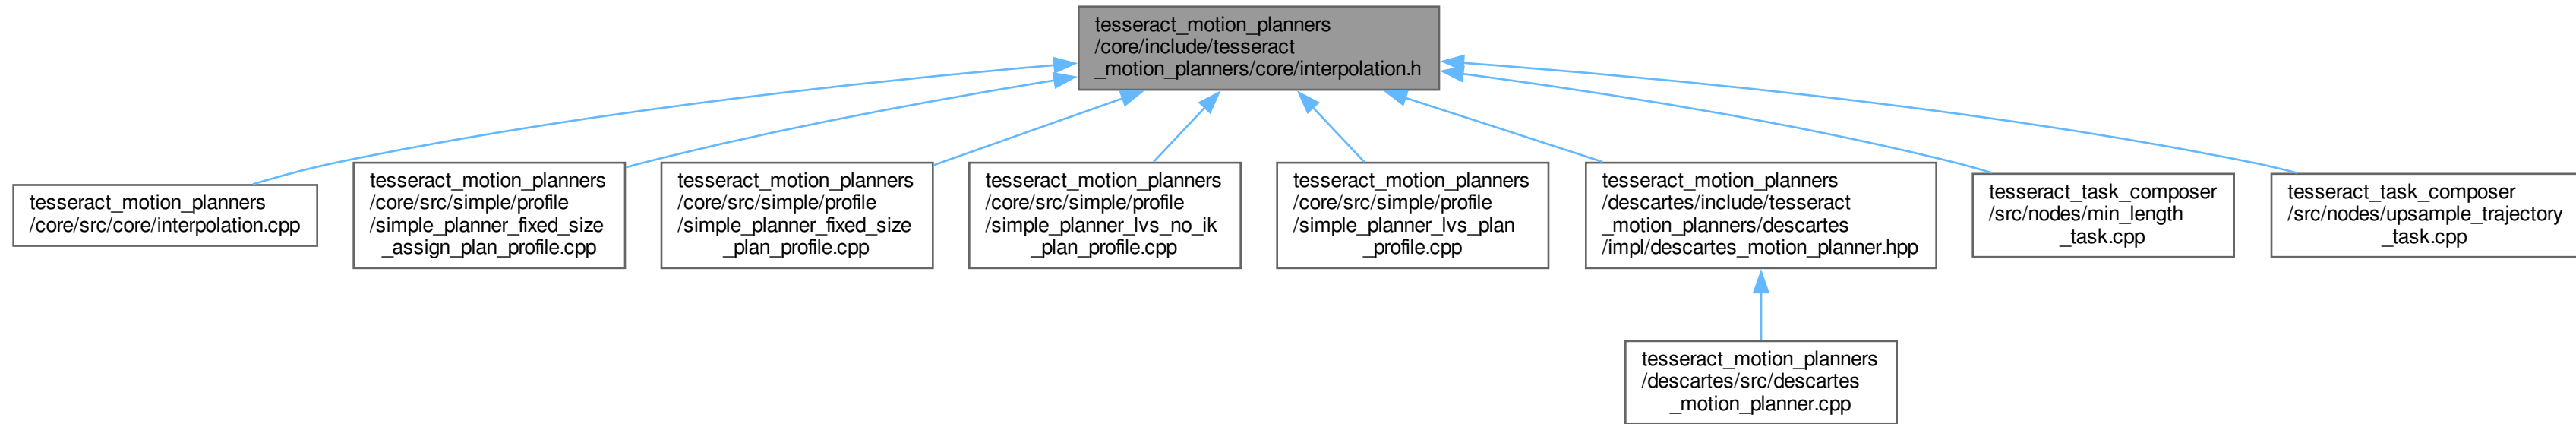 tesseract_motion_planners
/core/include/tesseract
_motion_planners/core/interpolation.h
tesseract_motion_planners
/core/src/core/interpolation.cpp
tesseract_motion_planners
/core/src/simple/profile
/simple_planner_fixed_size
_assign_plan_profile.cpp
tesseract_motion_planners
/core/src/simple/profile
/simple_planner_fixed_size
_plan_profile.cpp
tesseract_motion_planners
/core/src/simple/profile
/simple_planner_lvs_no_ik
_plan_profile.cpp
tesseract_motion_planners
/core/src/simple/profile
/simple_planner_lvs_plan
_profile.cpp
tesseract_motion_planners
/descartes/include/tesseract
_motion_planners/descartes
/impl/descartes_motion_planner.hpp
tesseract_task_composer
/src/nodes/min_length
_task.cpp
tesseract_task_composer
/src/nodes/upsample_trajectory
_task.cpp
tesseract_motion_planners
/descartes/src/descartes
_motion_planner.cpp